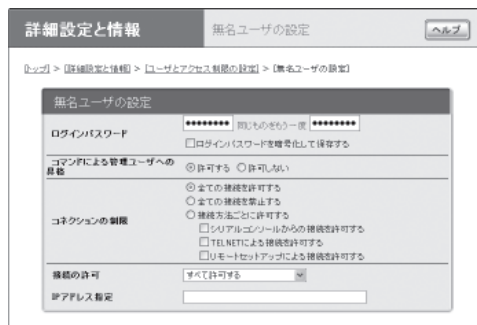 詳細設定と情報
無名ユーザの設定
ヘルプ
[トップ] > [詳細設定と情報] > [ユーザとアクセス制限の設定] > [無名ユーザの設定]
無名ユーザの設定
ログインパスワード
●●●●●●●● 同じものをもう一度 ●●●●●●●●
ログインパスワードを暗号化して保存する
コマンドによる管理ユーザへの
昇格
許可する 許可しない
コネクションの制限
全ての接続を許可する
全ての接続を禁止する
接続方法ごとに許可する
シリアルコンソールからの接続を許可する
TELNETによる接続を許可する
リモートセットアップによる接続を許可する
接続の許可
すべて許可する
IPアドレス指定